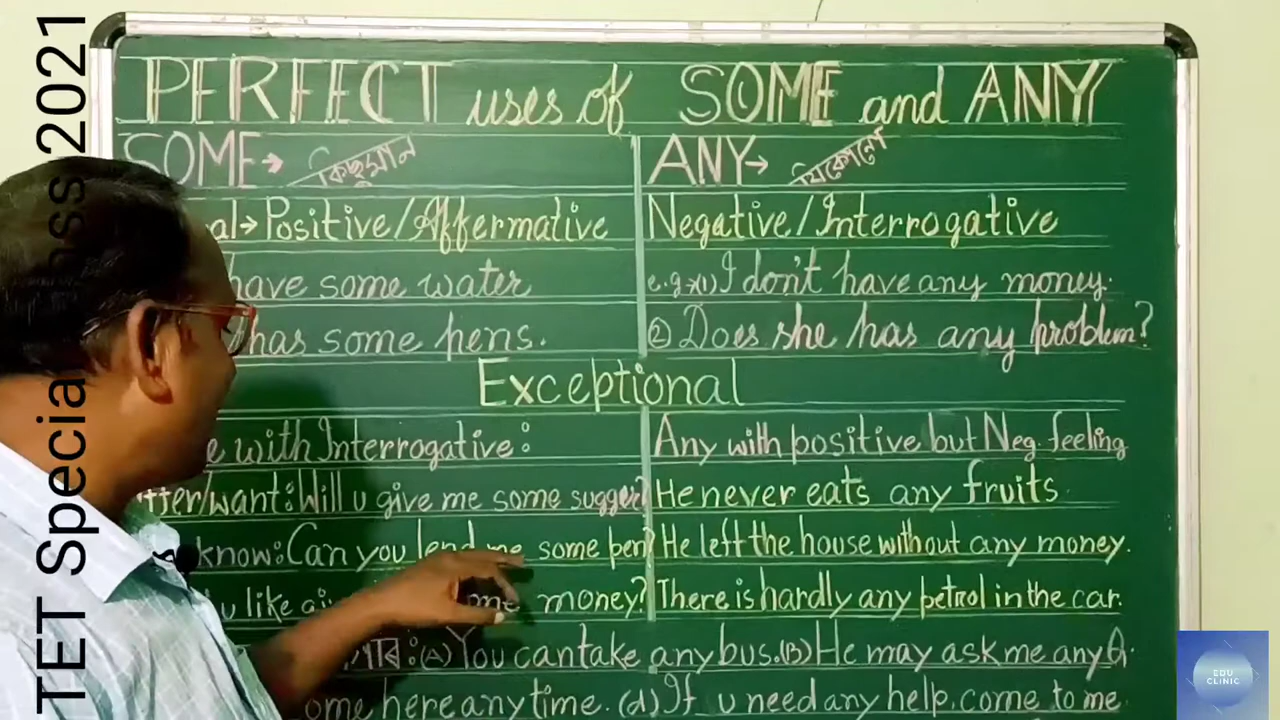 PERFECT uses of SOME and ANY
SOME→ কিছুমান
ANY→ যিকোনো
al→Positive/Affermative
Negative/Interrogative
have some water
e.g→(1) I don't have any money.
has some pens.
(2) Does she has any problem?
Exceptional
with Interrogative:
Any with positive but Neg. feeling
want: Will u give me some sugger?
He never eats any fruits.
know: Can you lend me some pen?
He left the house without any money.
u like me money?
There is hardly any petrol in the car.
(A) You can take any bus. (B) He may ask me any Q.
ome here any time. (d) If u need any help, come to me
TET Special 2021
EDU
CLINIC